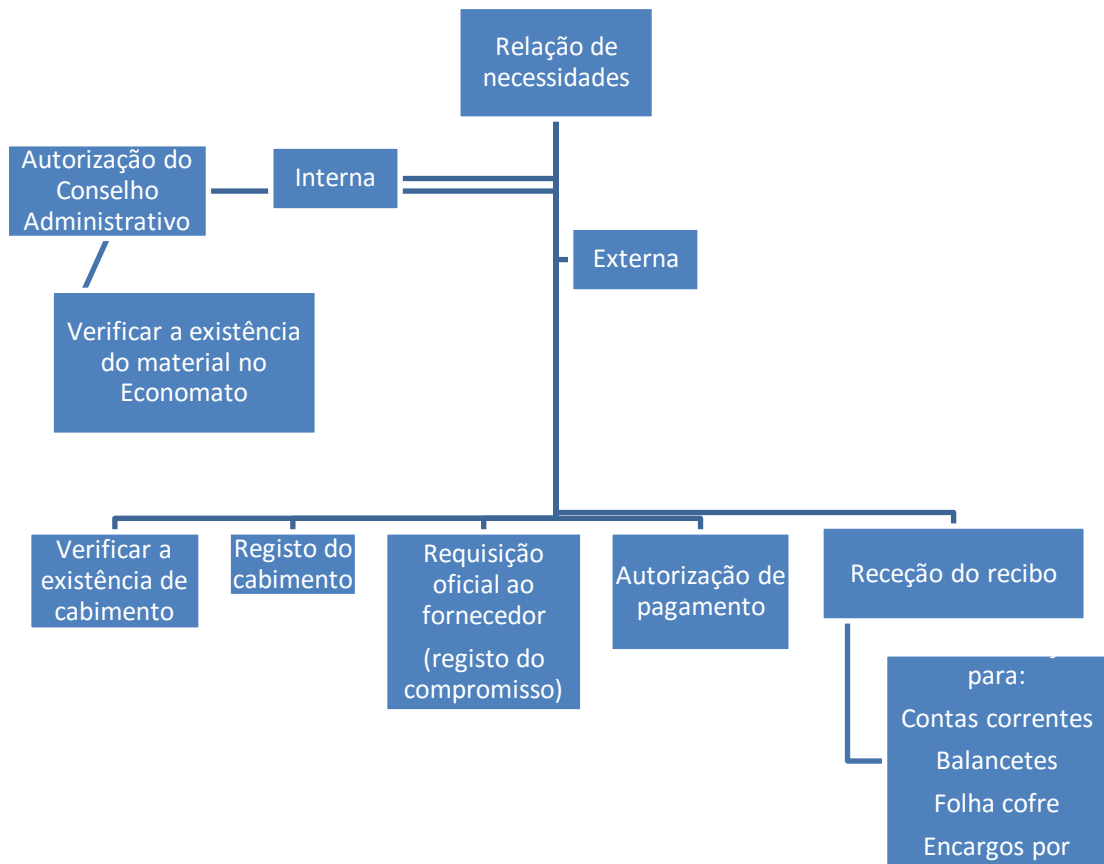 Relação de
necessidades
Autorização do
Conselho
Administrativo
Interna
Externa
Verificar a existência
do material no
Economato
Verificar a
existência de
cabimento
Registo do
cabimento
Requisição
oficial ao
fornecedor
(registo do
compromisso)
Autorização de
pagamento
Receção do recibo
para:
Contas correntes
Balancetes
Folha cofre
Encargos por